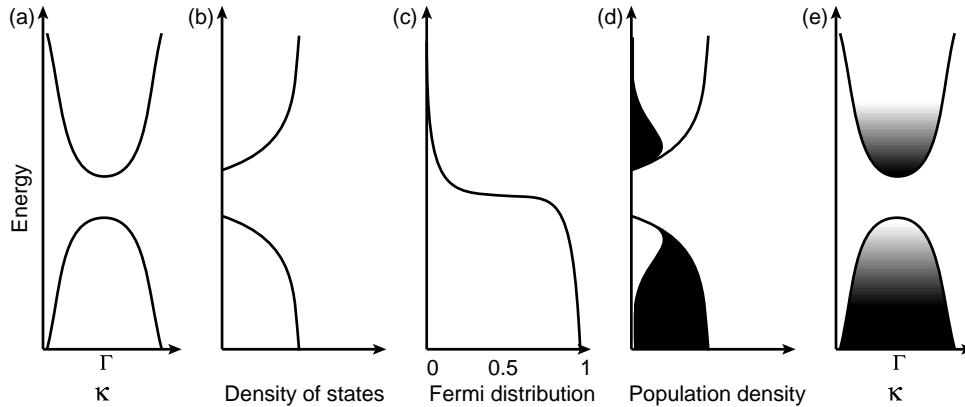 (a) (b) (c) (d) (e)
Energy
Γ 0 0.5 1 Γ
κ Density of states Fermi distribution Population density κ